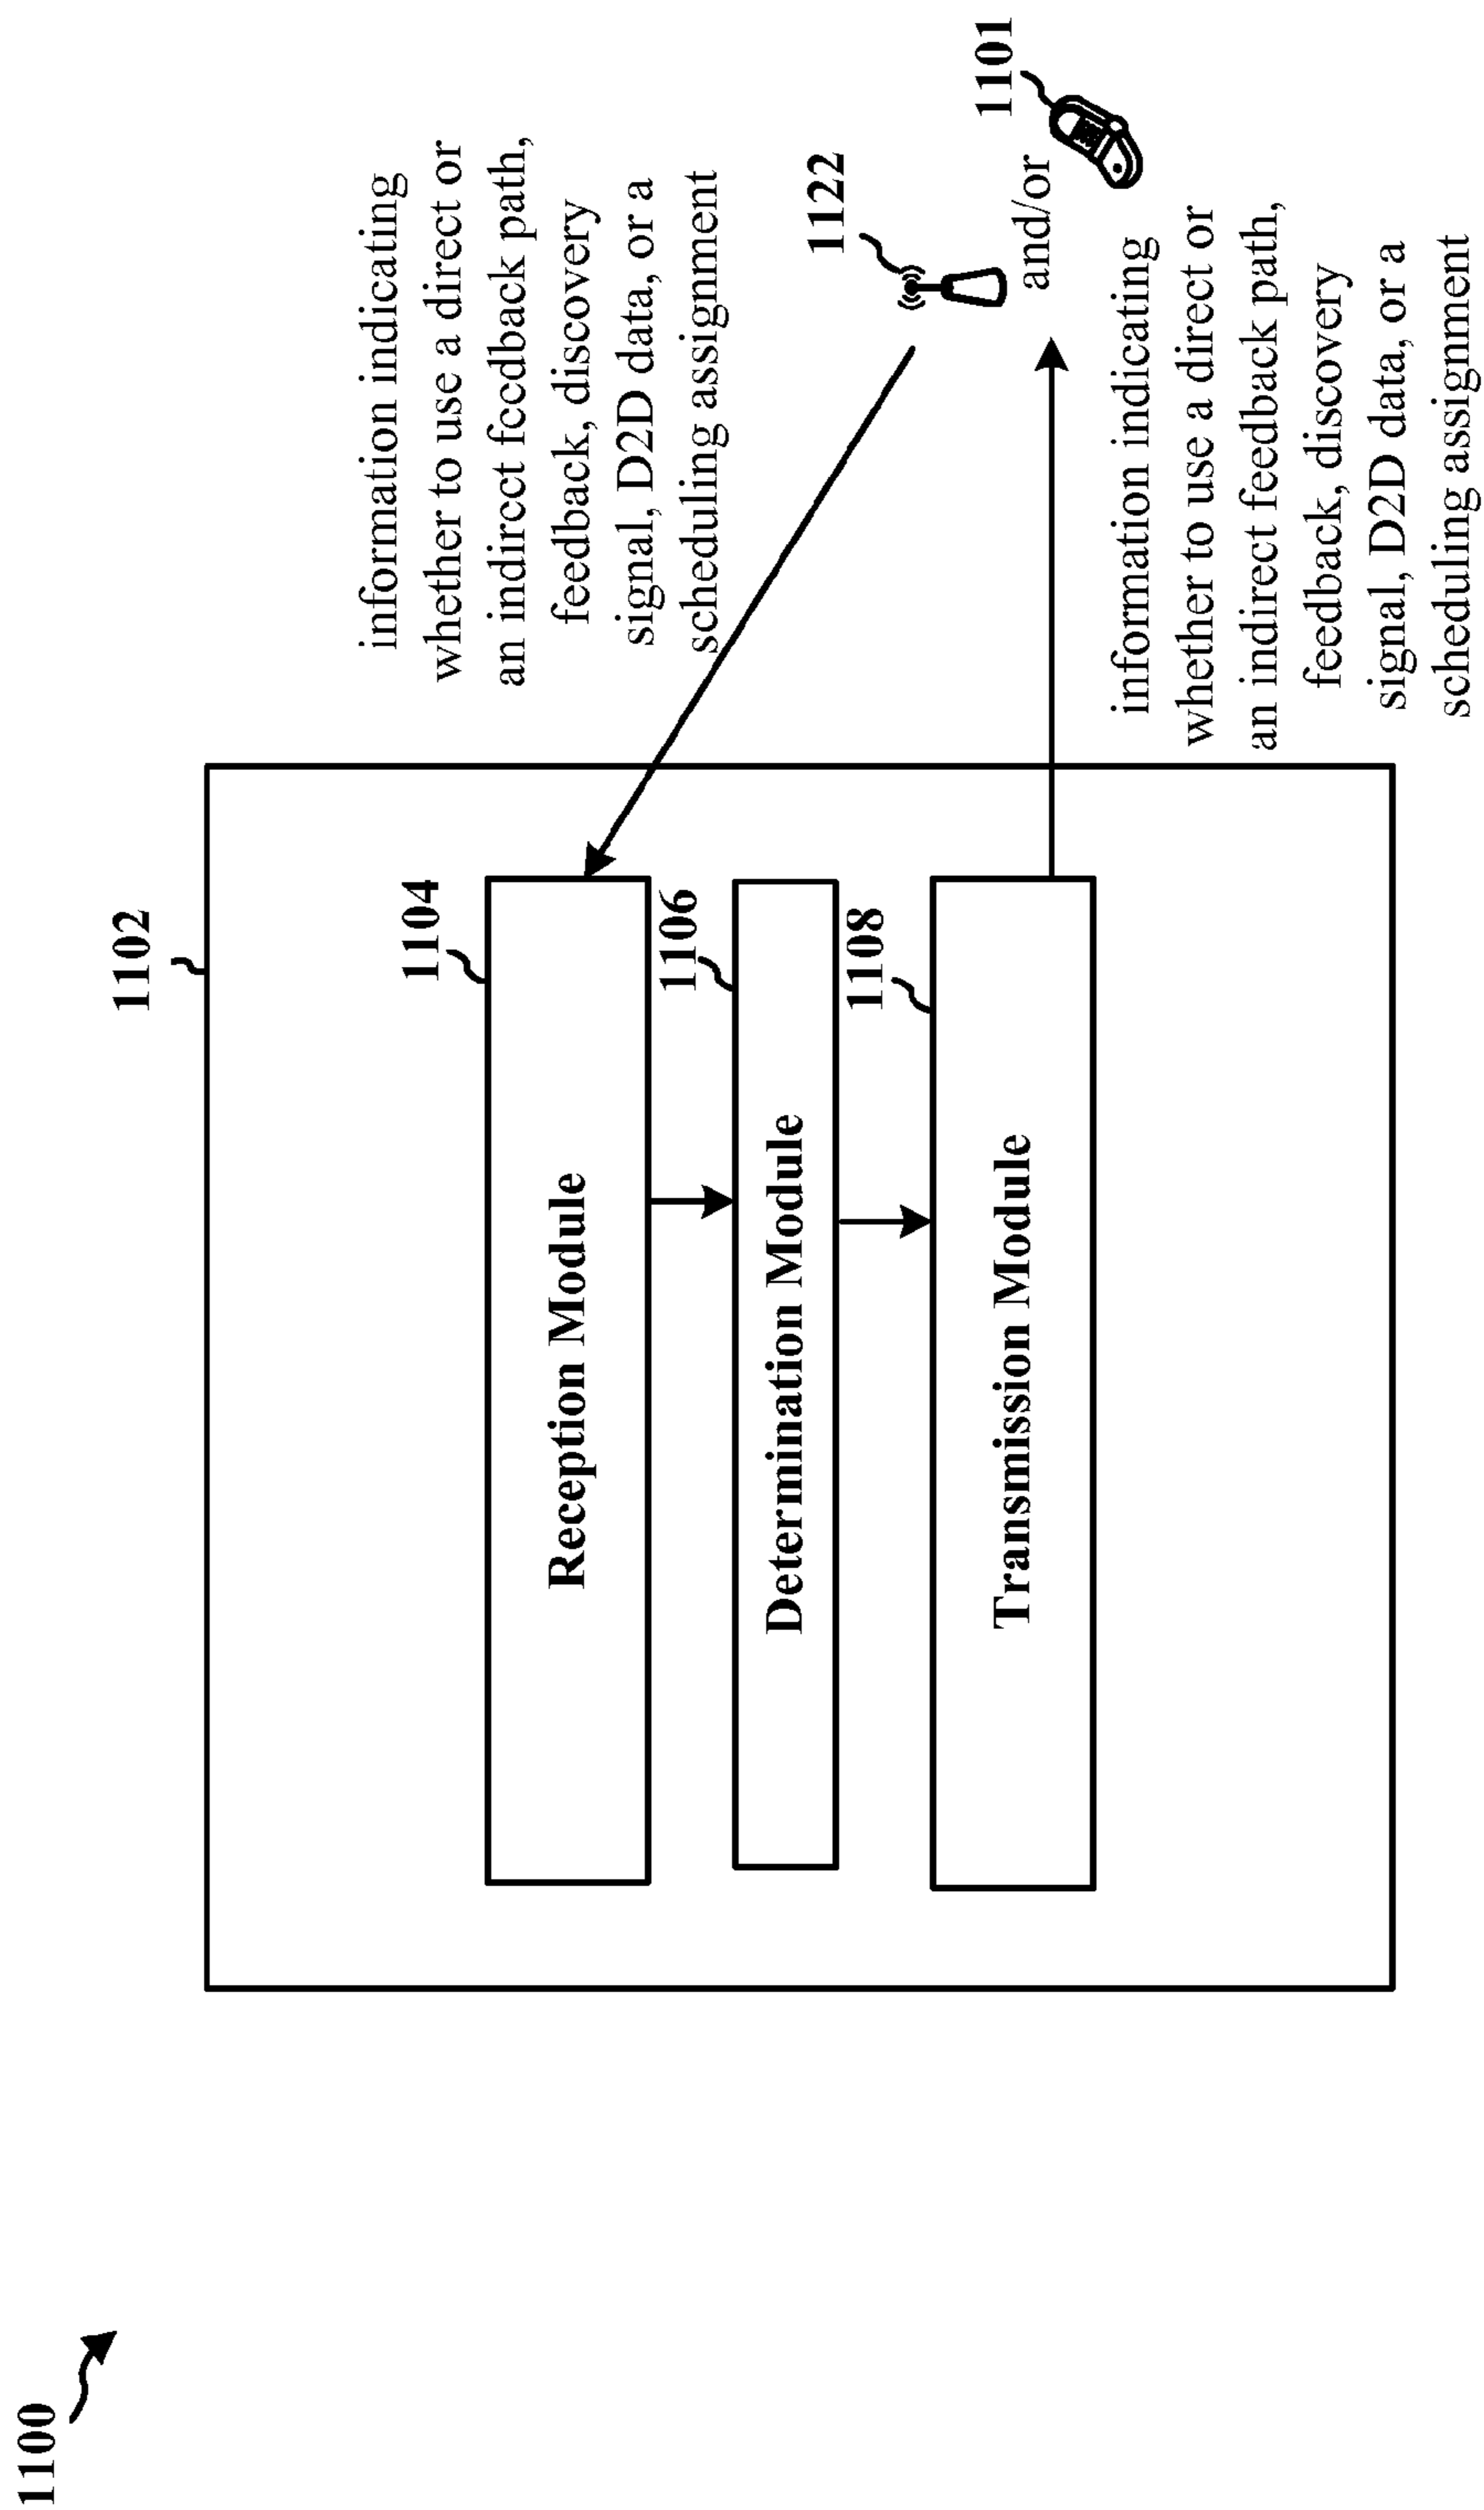 1100
1102
1104
Reception Module
1106
Determination Module
1108
Transmission Module
information indicating
whether to use a direct or
an indirect feedback path,
feedback, discovery
signal, D2D data, or a
scheduling assignment
1122
and/or
1101
information indicating
whether to use a direct or
an indirect feedback path,
feedback, discovery
signal, D2D data, or a
scheduling assignment